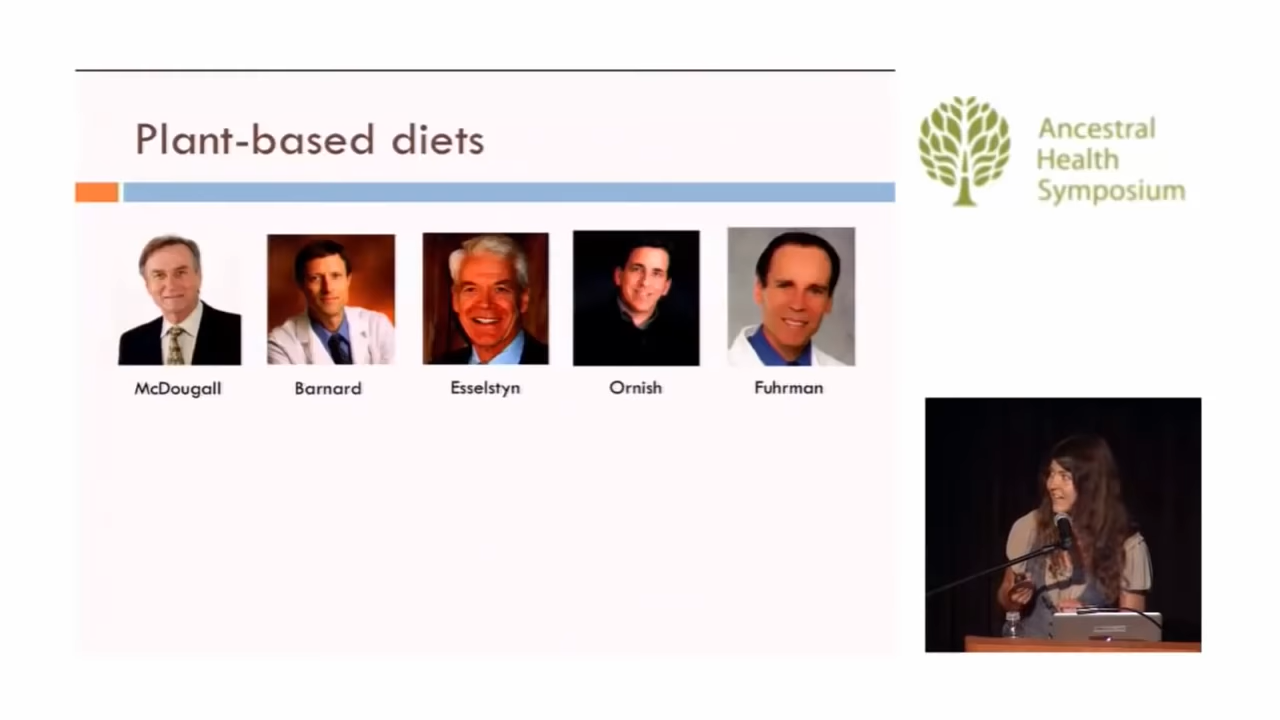 Plant-based diets
Ancestral
Health
Symposium
McDougall
Barnard
Esselstyn
Ornish
Fuhrman